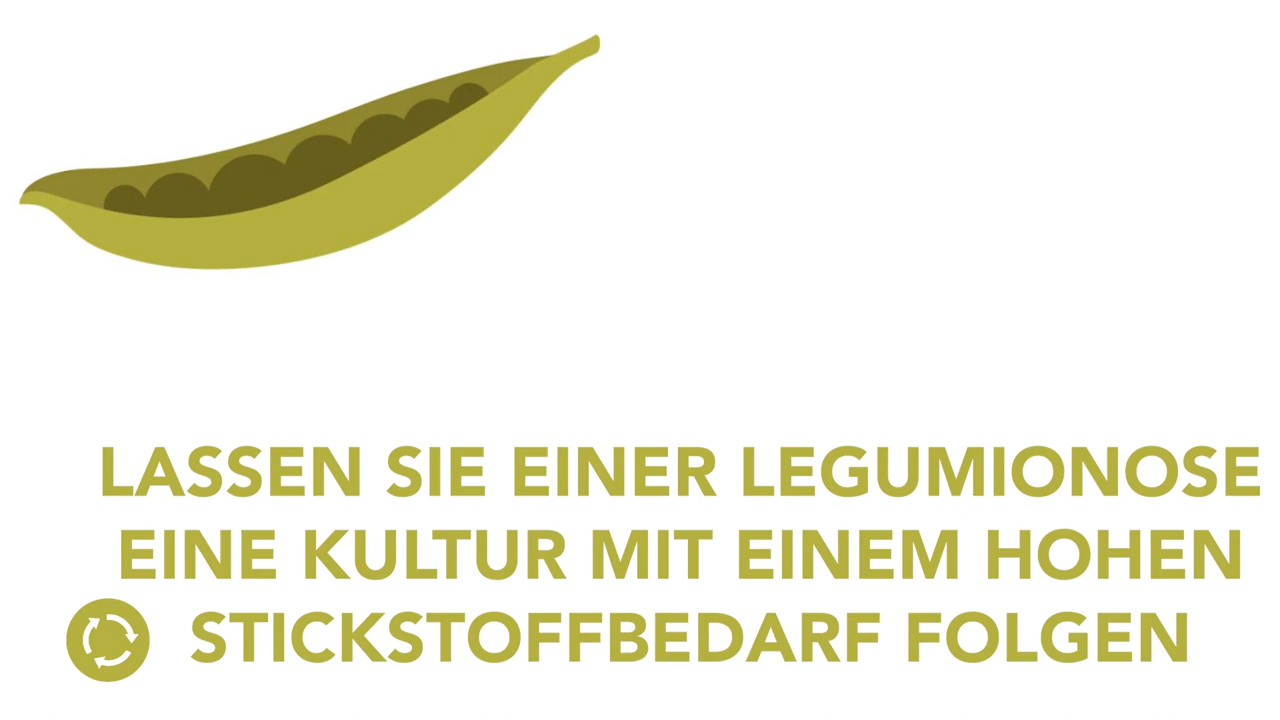 LASSEN SIE EINER LEGUMIONOSE
EINE KULTUR MIT EINEM HOHEN
STICKSTOFFBEDARF FOLGEN